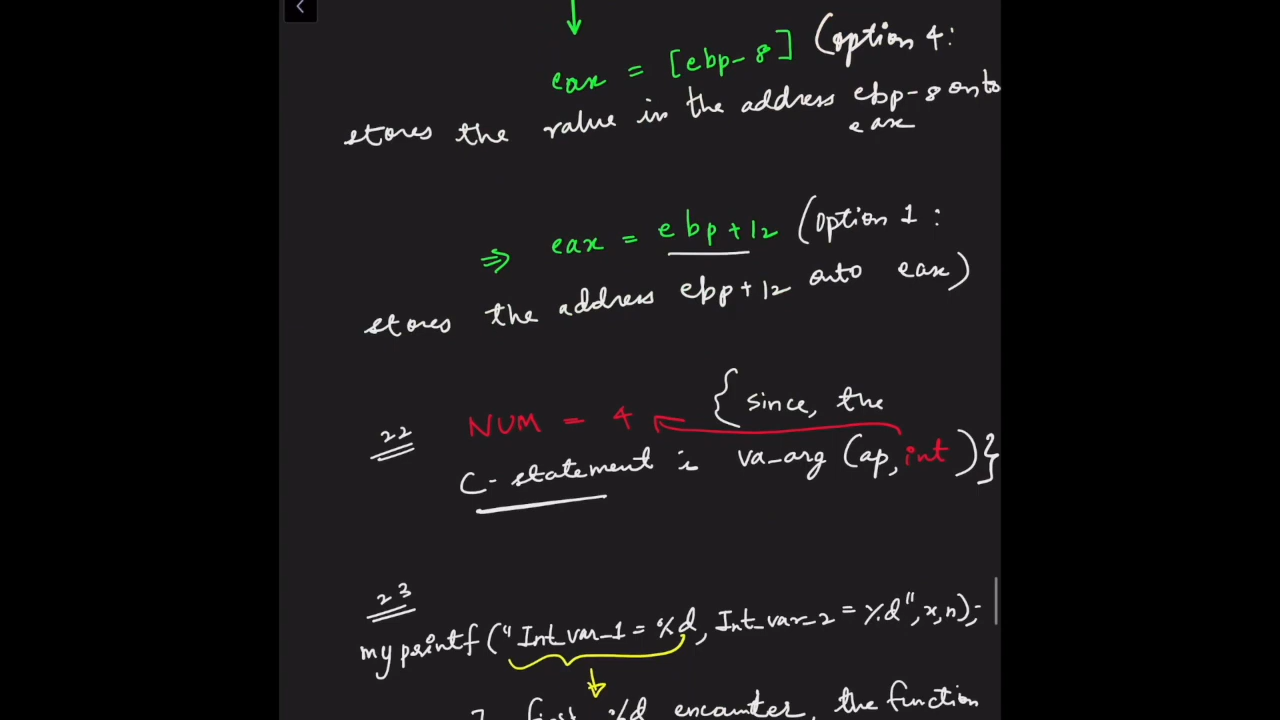 eax = [ebp-8] (option 4:
stores the value in the address ebp-8 onto
eax
⇒ eax = ebp+12 (option 1:
stores the address ebp+12 onto eax)
22 NUM = 4 {since, the
C-statement is va_arg (ap, int)}
23
myprintf ("Int_var_1 = %d, Int_var_2 = %d", x, n);
first %d encounter, the function